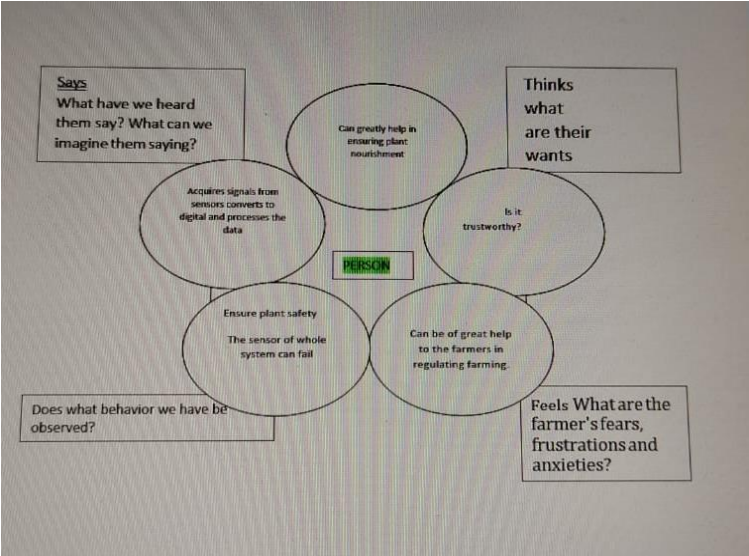 Says
What have we heard
them say? What can we
imagine them saying?
Thinks
what
are their
wants
Can greatly help in
ensuring plant
nourishment
Acquires signals from
sensors converts to
digital and processes the
data
Is it
trustworthy?
PERSON
Ensure plant safety
The sensor of whole
system can fail
Can be of great help
to the farmers in
regulating farming.
Does what behavior we have be
observed?
Feels What are the
farmer's fears,
frustrations and
anxieties?